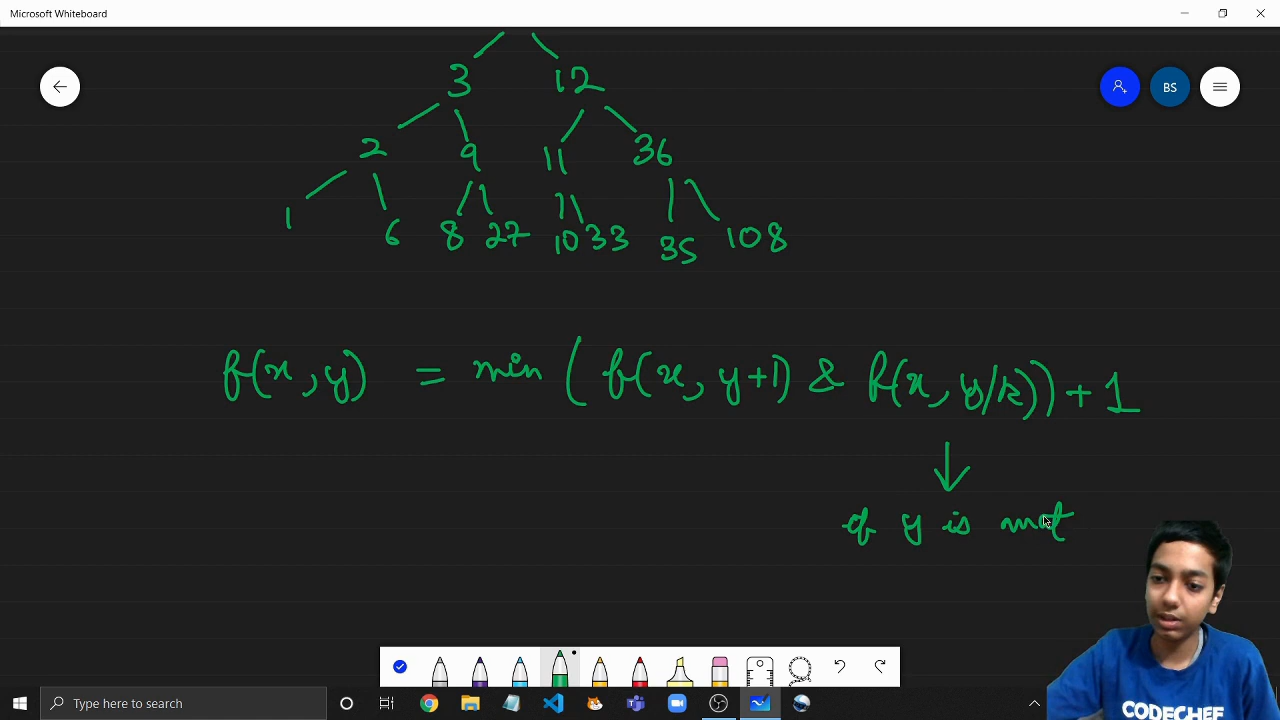 Microsoft Whiteboard
BS
3 12
2 9 11 36
1 6 8 27 10 33 35 108
f(x, y) = min (f(x, y+1) & f(x, y/k)) + 1
if y is not
Type here to search
CODECHEF